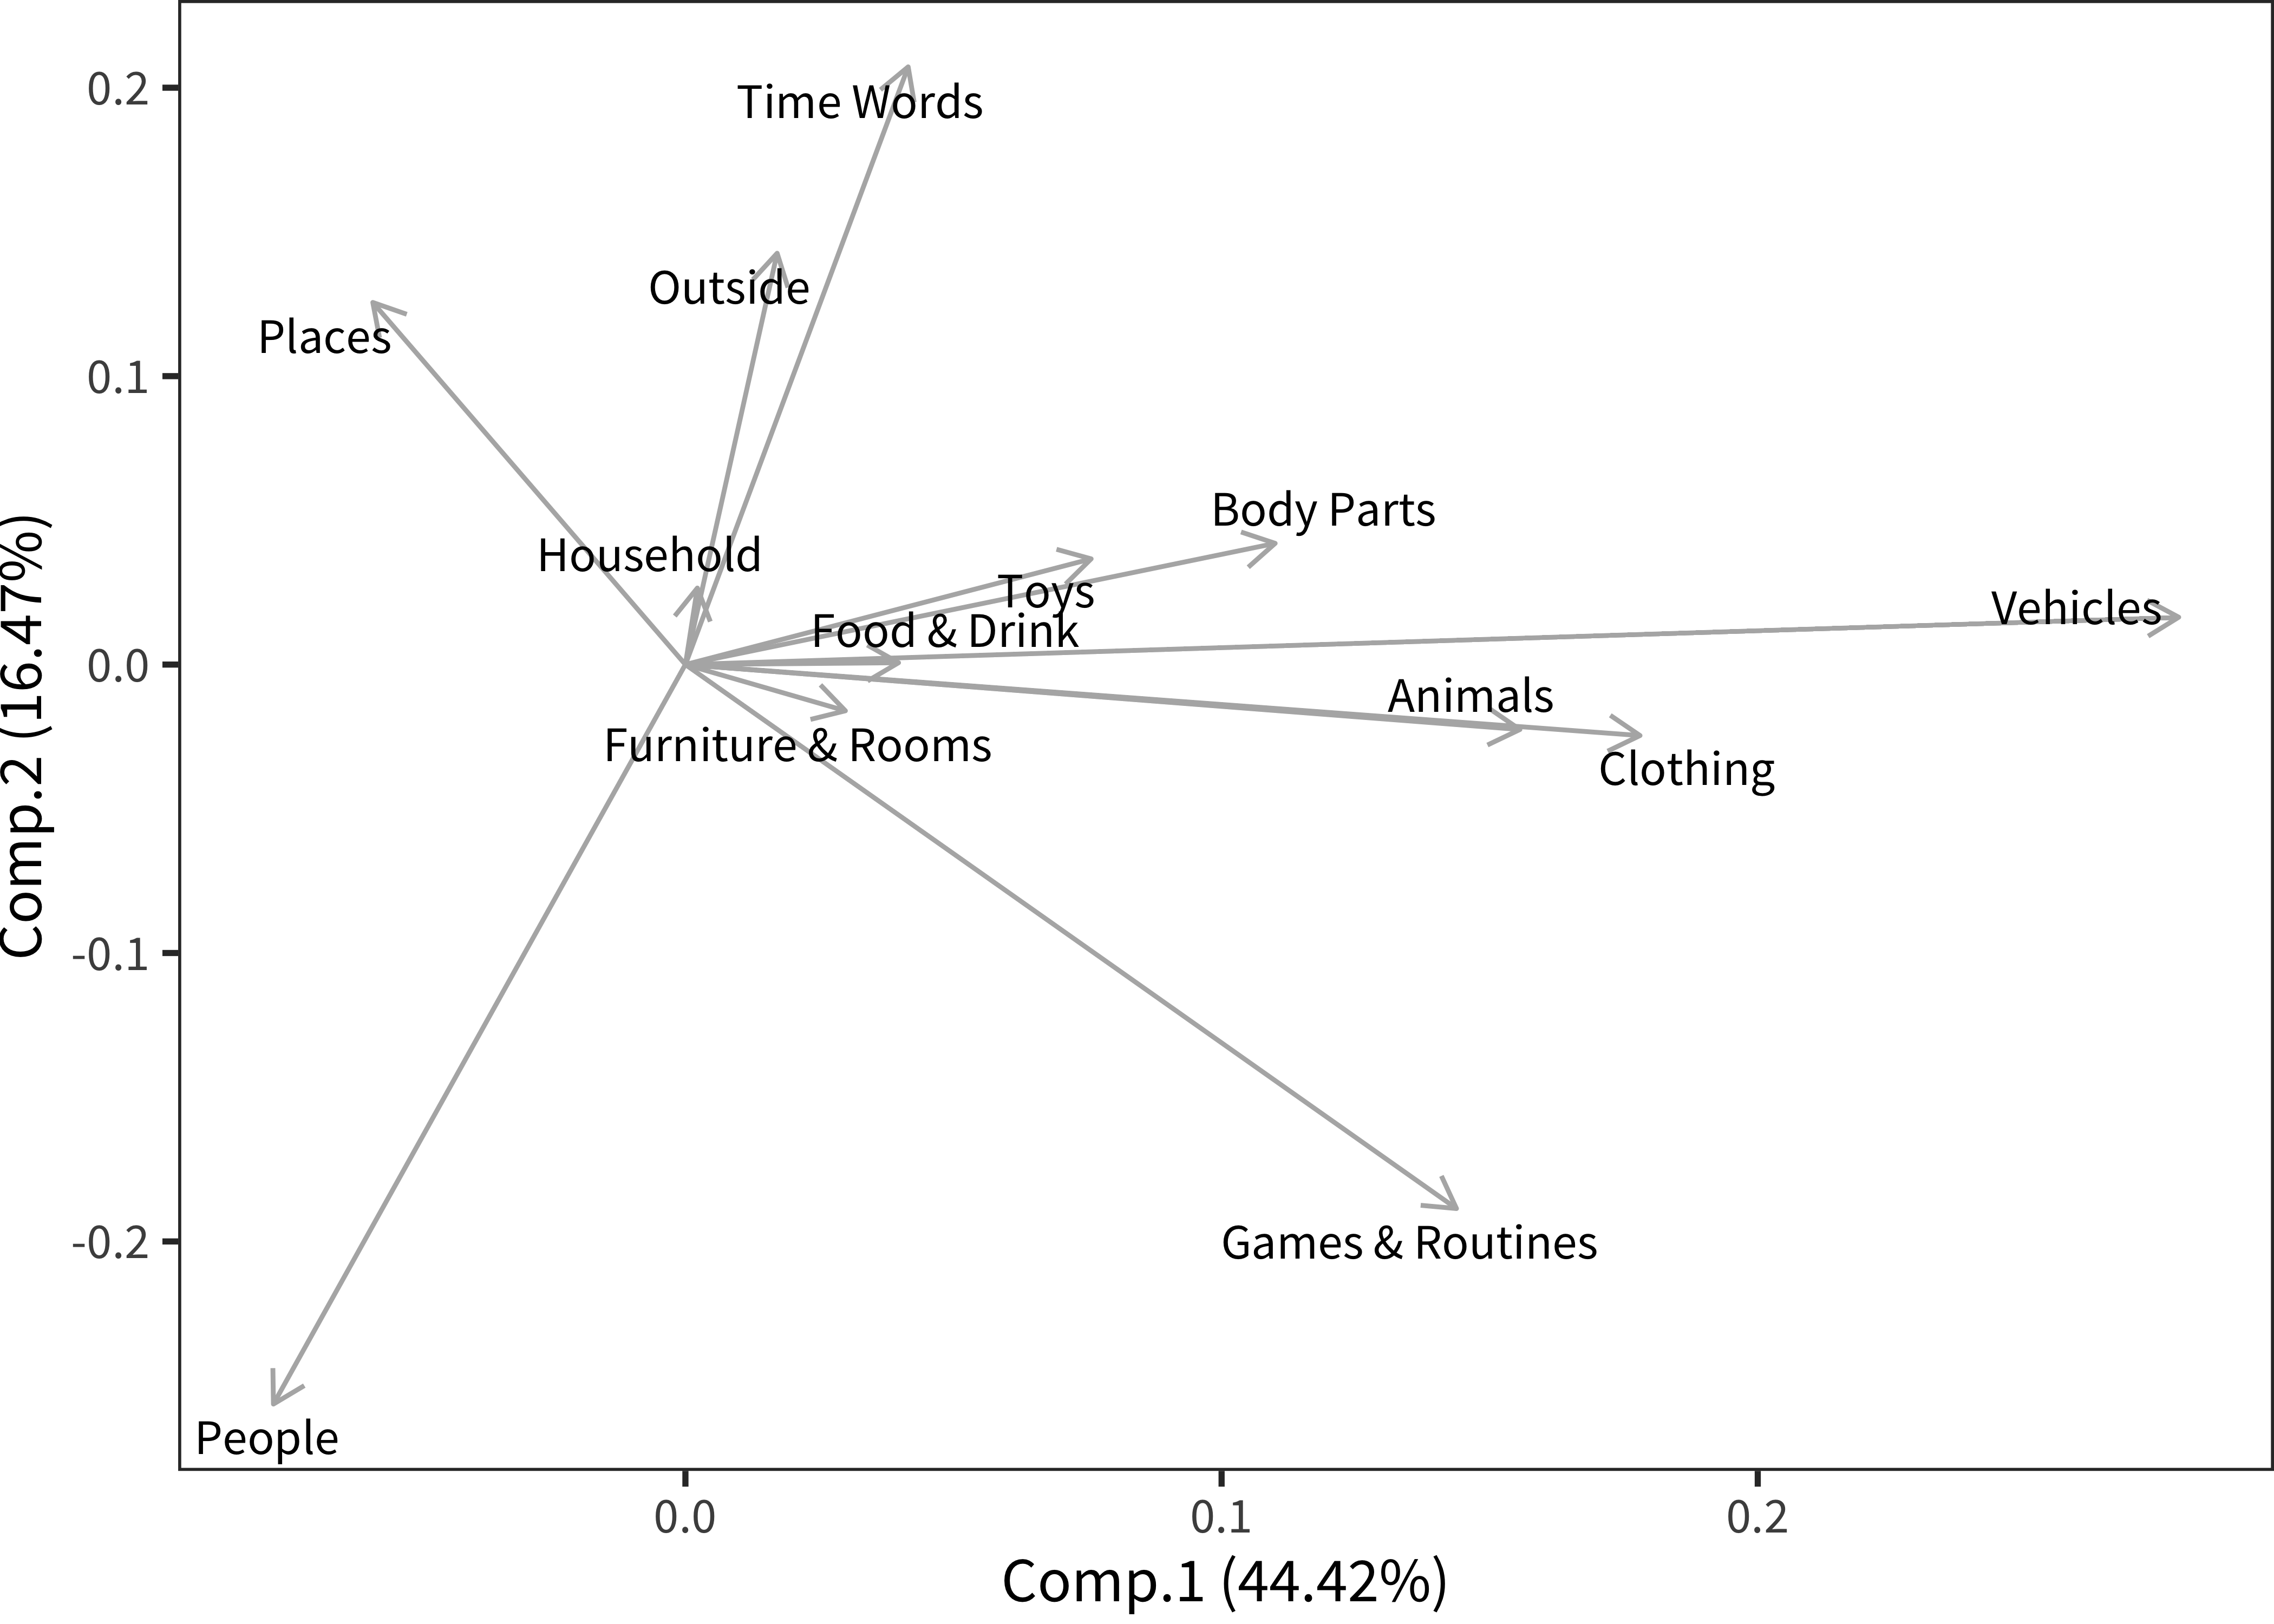 0.2
Time Words
Outside
Places
0.1
Body Parts
Household
Toys
Vehicles
Food & Drink
0.0
Animals
Furniture & Rooms
Clothing
Comp.2 (16.47%)
-0.1
-0.2
Games & Routines
People
0.0
0.1
0.2
Comp.1 (44.42%)